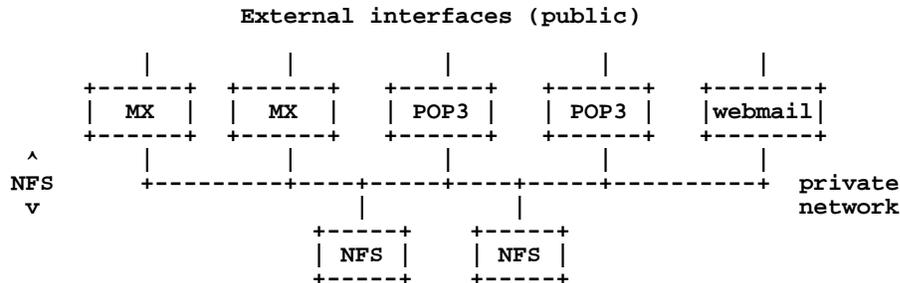 External interfaces (public)
MX MX POP3 POP3 webmail
^
NFS private
v network
NFS NFS